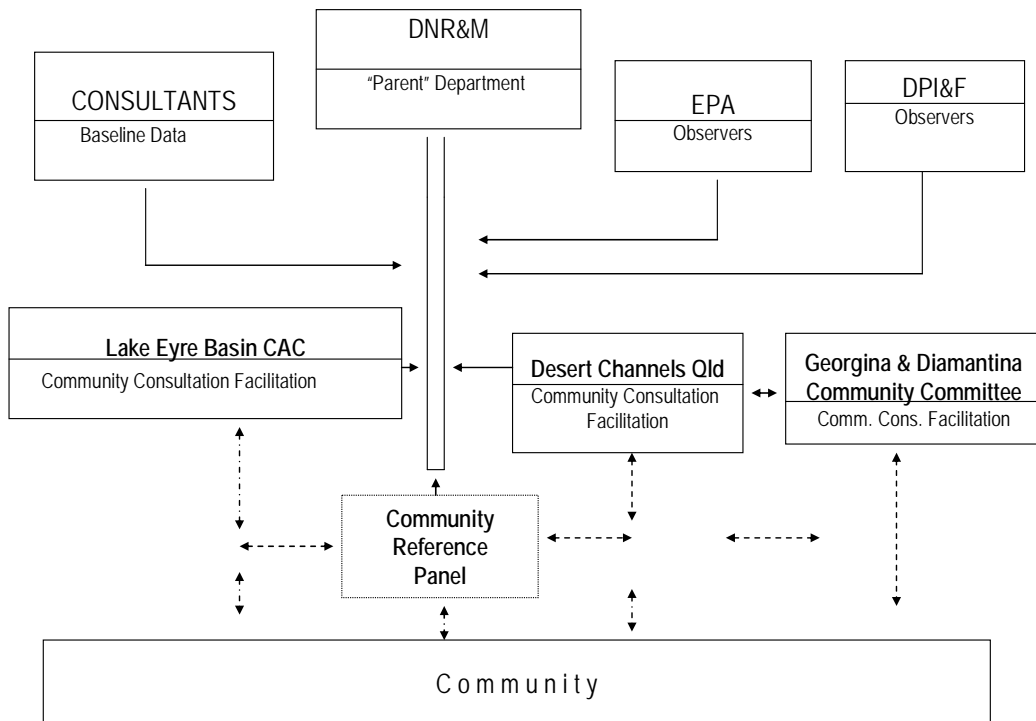 DNR&M
"Parent" Department
CONSULTANTS
Baseline Data
EPA
Observers
DPI&F
Observers
Lake Eyre Basin CAC
Community Consultation Facilitation
Desert Channels Qld
Community Consultation
Facilitation
Georgina & Diamantina
Community Committee
Comm. Cons. Facilitation
Community
Reference
Panel
Community